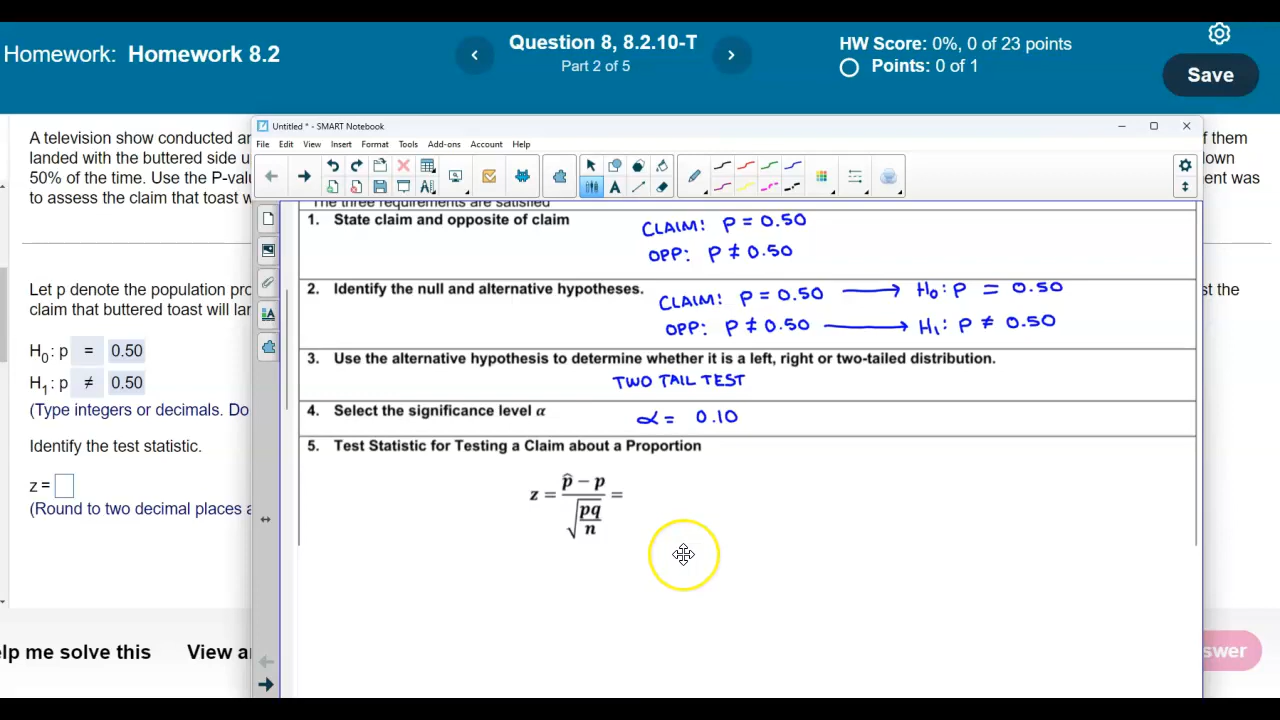 Homework: Homework 8.2
Question 8, 8.2.10-T
Part 2 of 5
HW Score: 0%, 0 of 23 points
Points: 0 of 1
Save
A television show conducted
landed with the buttered side
50% of the time. Use the
to assess the claim that toast
f them
own
ent was
Let p denote the population
claim that buttered toast will
st the
H0: p = 0.50
H1: p ≠ 0.50
(Type integers or decimals. Do
Identify the test statistic.
z =
(Round to two decimal places
lp me solve this
View
swer
Untitled * - SMART Notebook
File Edit View Insert Format Tools Add-ons Account Help
The three requirements are satisfied
1. State claim and opposite of claim
CLAIM: P = 0.50
OPP: P ≠ 0.50
2. Identify the null and alternative hypotheses.
CLAIM: P = 0.50 → H0: P = 0.50
OPP: P ≠ 0.50 → H1: P ≠ 0.50
3. Use the alternative hypothesis to determine whether it is a left, right or two-tailed distribution.
TWO TAIL TEST
4. Select the significance level α
α = 0.10
5. Test Statistic for Testing a Claim about a Proportion
z = (p̂ − p) / √(pq/n) =